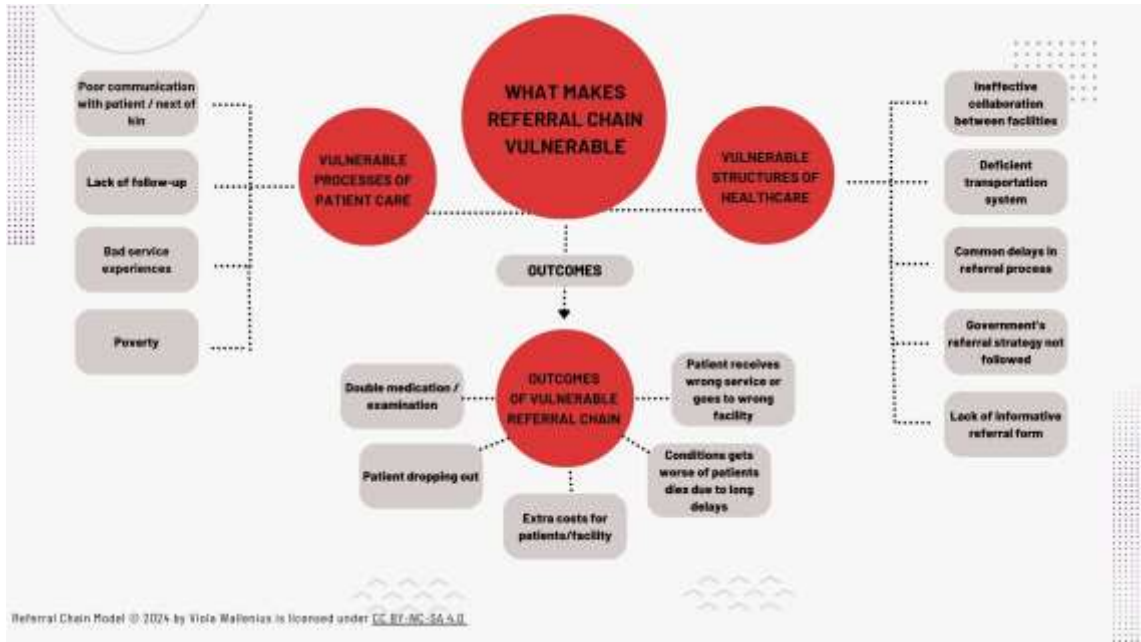 WHAT MAKES
REFERRAL CHAIN
VULNERABLE
VULNERABLE
PROCESSES OF
PATIENT CARE
Poor communication
with patient / next of
kin
Lack of follow-up
Bad service
experiences
Poverty
VULNERABLE
STRUCTURES OF
HEALTHCARE
Ineffective
collaboration
between facilities
Deficient
transportation
system
Common delays in
referral process
Government's
referral strategy not
followed
Lack of informative
referral form
OUTCOMES
OUTCOMES
OF VULNERABLE
REFERRAL CHAIN
Double medication /
examination
Patient dropping out
Extra costs for
patients/facility
Patient receives
wrong service or
goes to wrong
facility
Conditions gets
worse of patients
dies due to long
delays
Referral Chain Model © 2024 by Viola Wallenius is licensed under CC BY-NC-SA 4.0